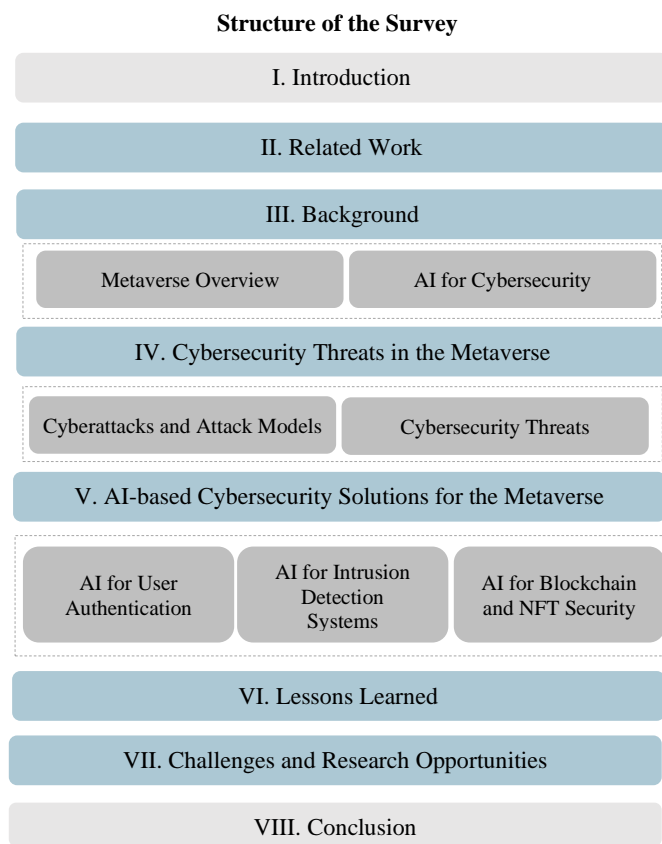 Structure of the Survey
I. Introduction
II. Related Work
III. Background
Metaverse Overview
AI for Cybersecurity
IV. Cybersecurity Threats in the Metaverse
Cyberattacks and Attack Models
Cybersecurity Threats
V. AI-based Cybersecurity Solutions for the Metaverse
AI for User
Authentication
AI for Intrusion
Detection
Systems
AI for Blockchain
and NFT Security
VI. Lessons Learned
VII. Challenges and Research Opportunities
VIII. Conclusion